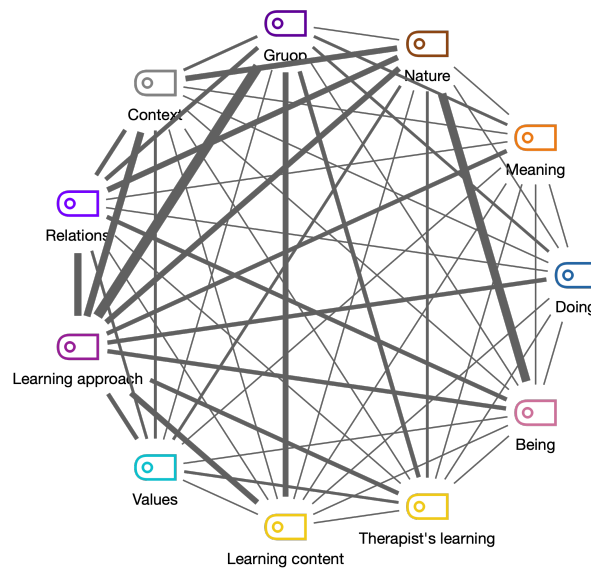 Gruop
Nature
Context
Meaning
Relations
Doing
Learning approach
Being
Values
Therapist's learning
Learning content